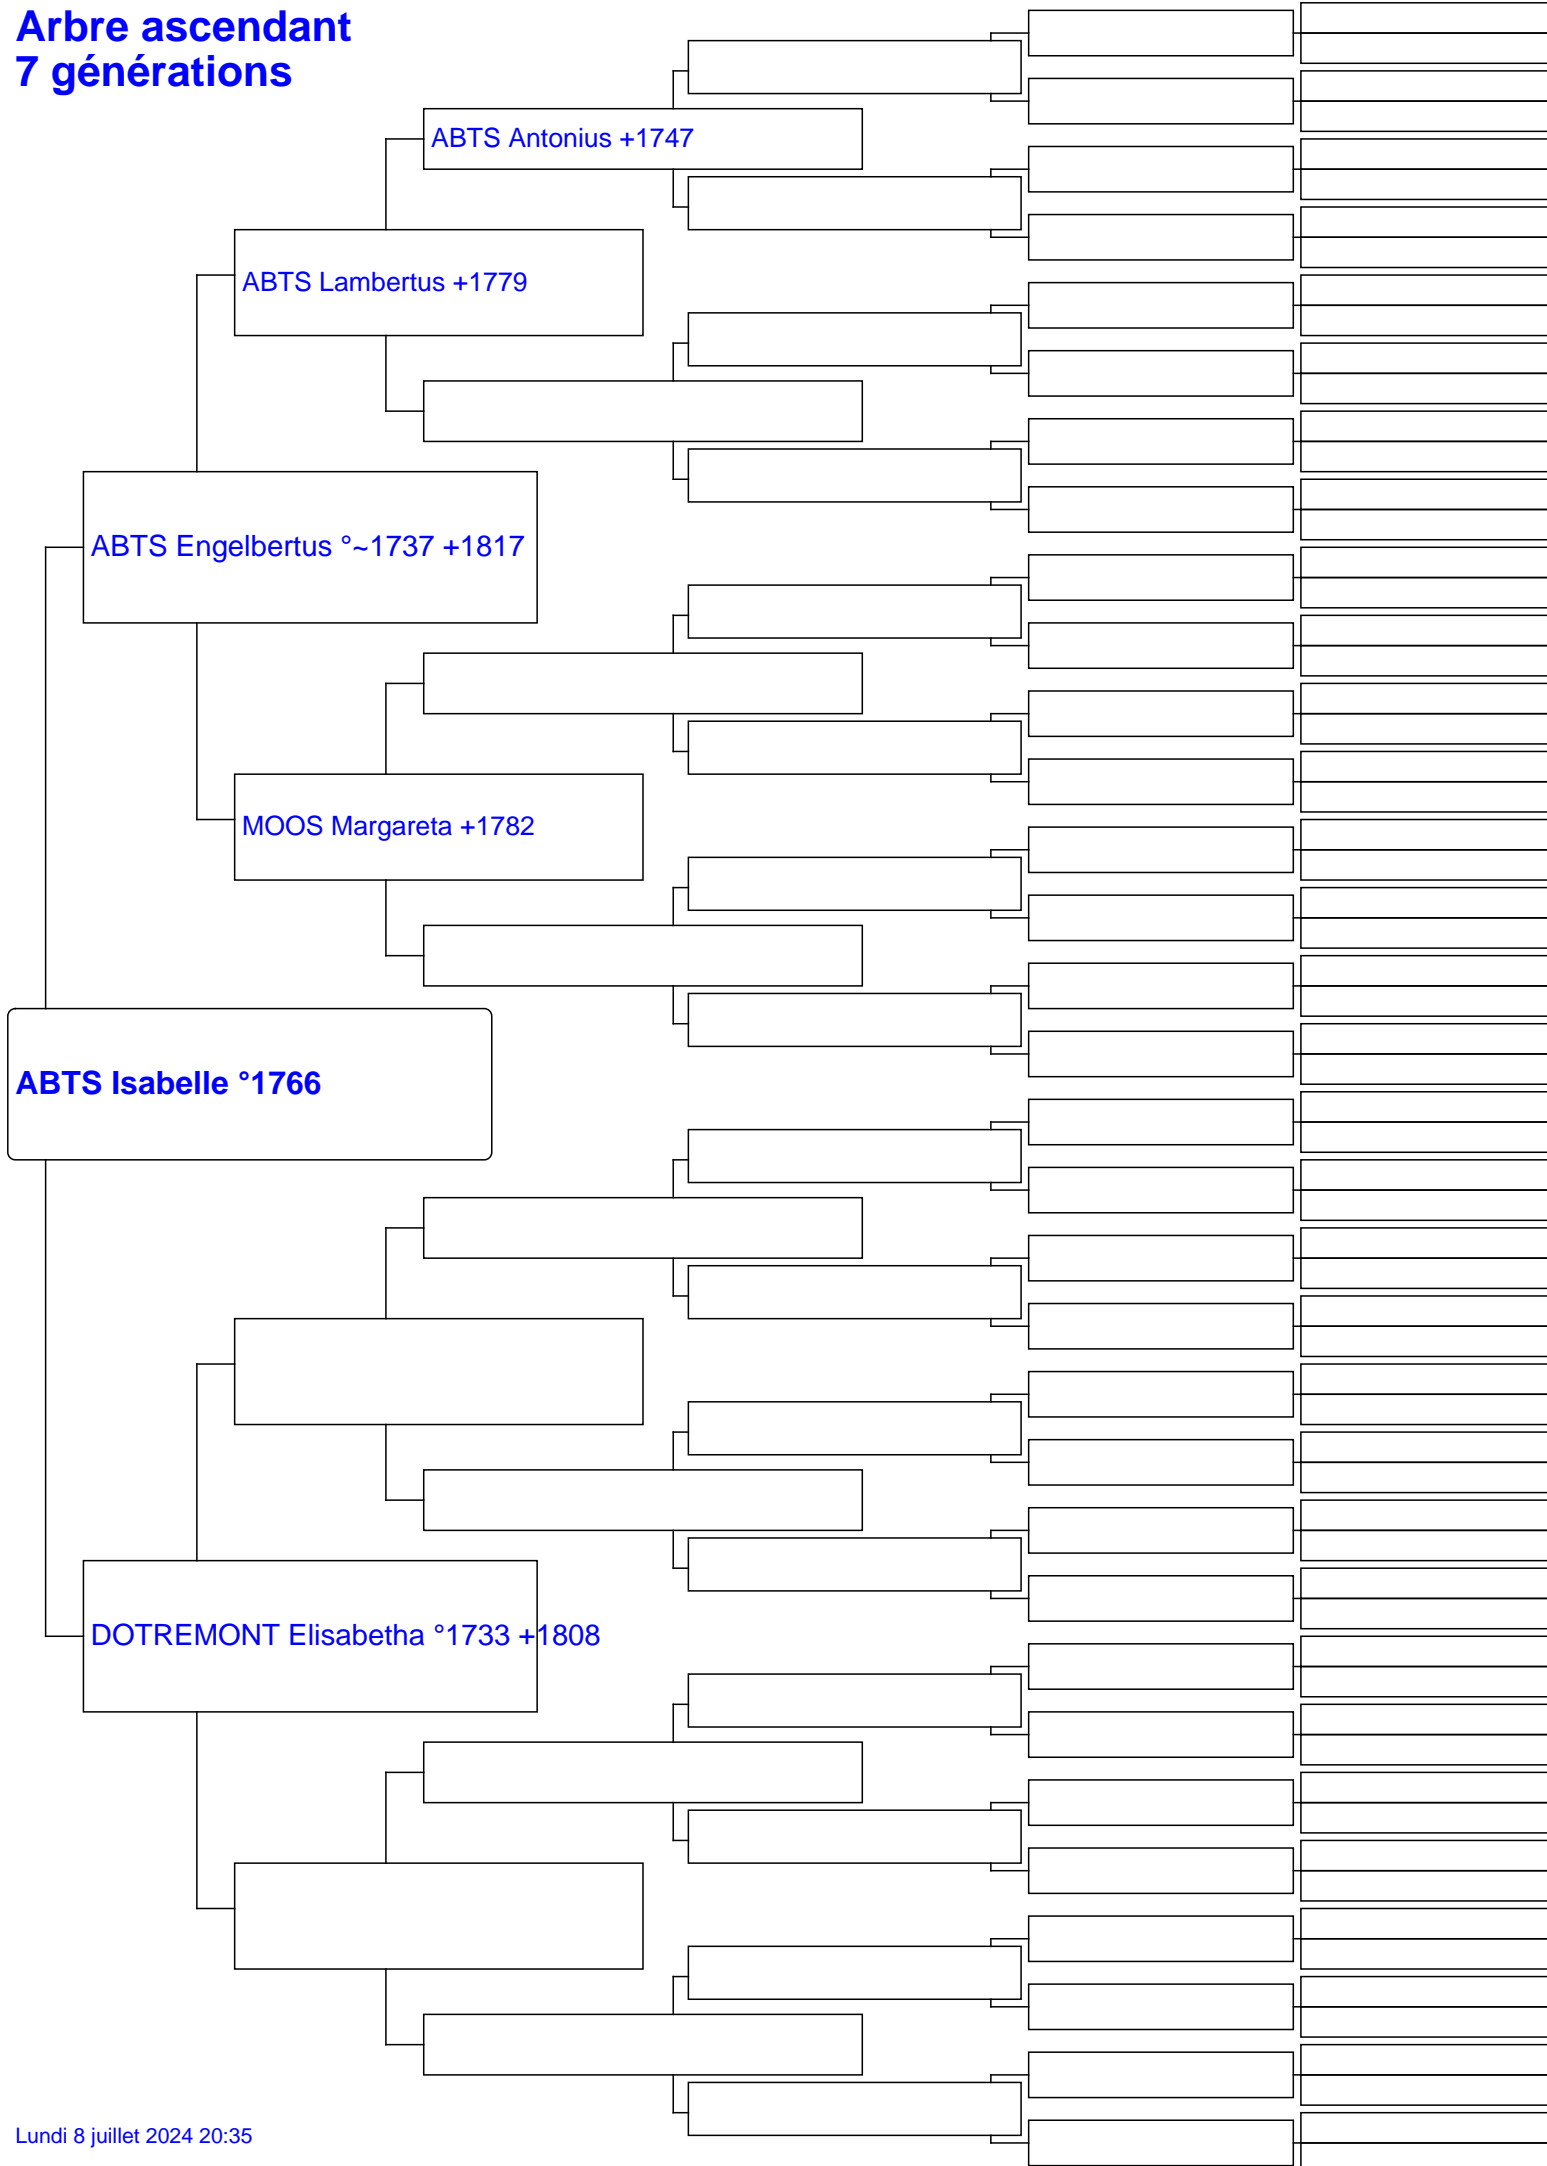 Arbre ascendant
7 générations
ABTS Antonius +1747
ABTS Lambertus +1779
ABTS Engelbertus °~1737 +1817
MOOS Margareta +1782
ABTS Isabelle °1766
DOTREMONT Elisabetha °1733 +1808
Lundi 8 juillet 2024 20:35